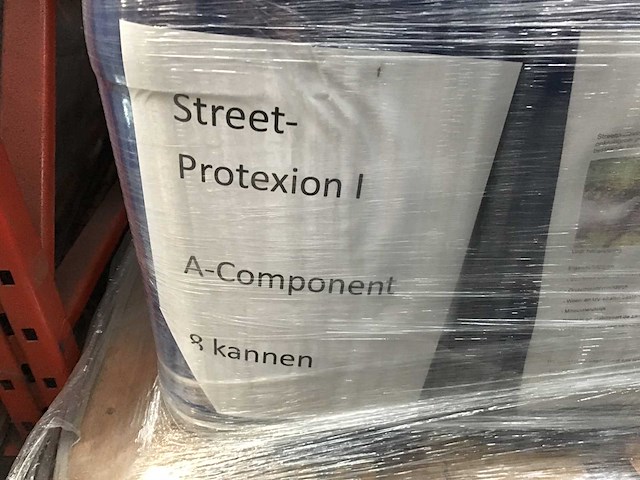 Street-
Protexion I
A-Component
8 kannen